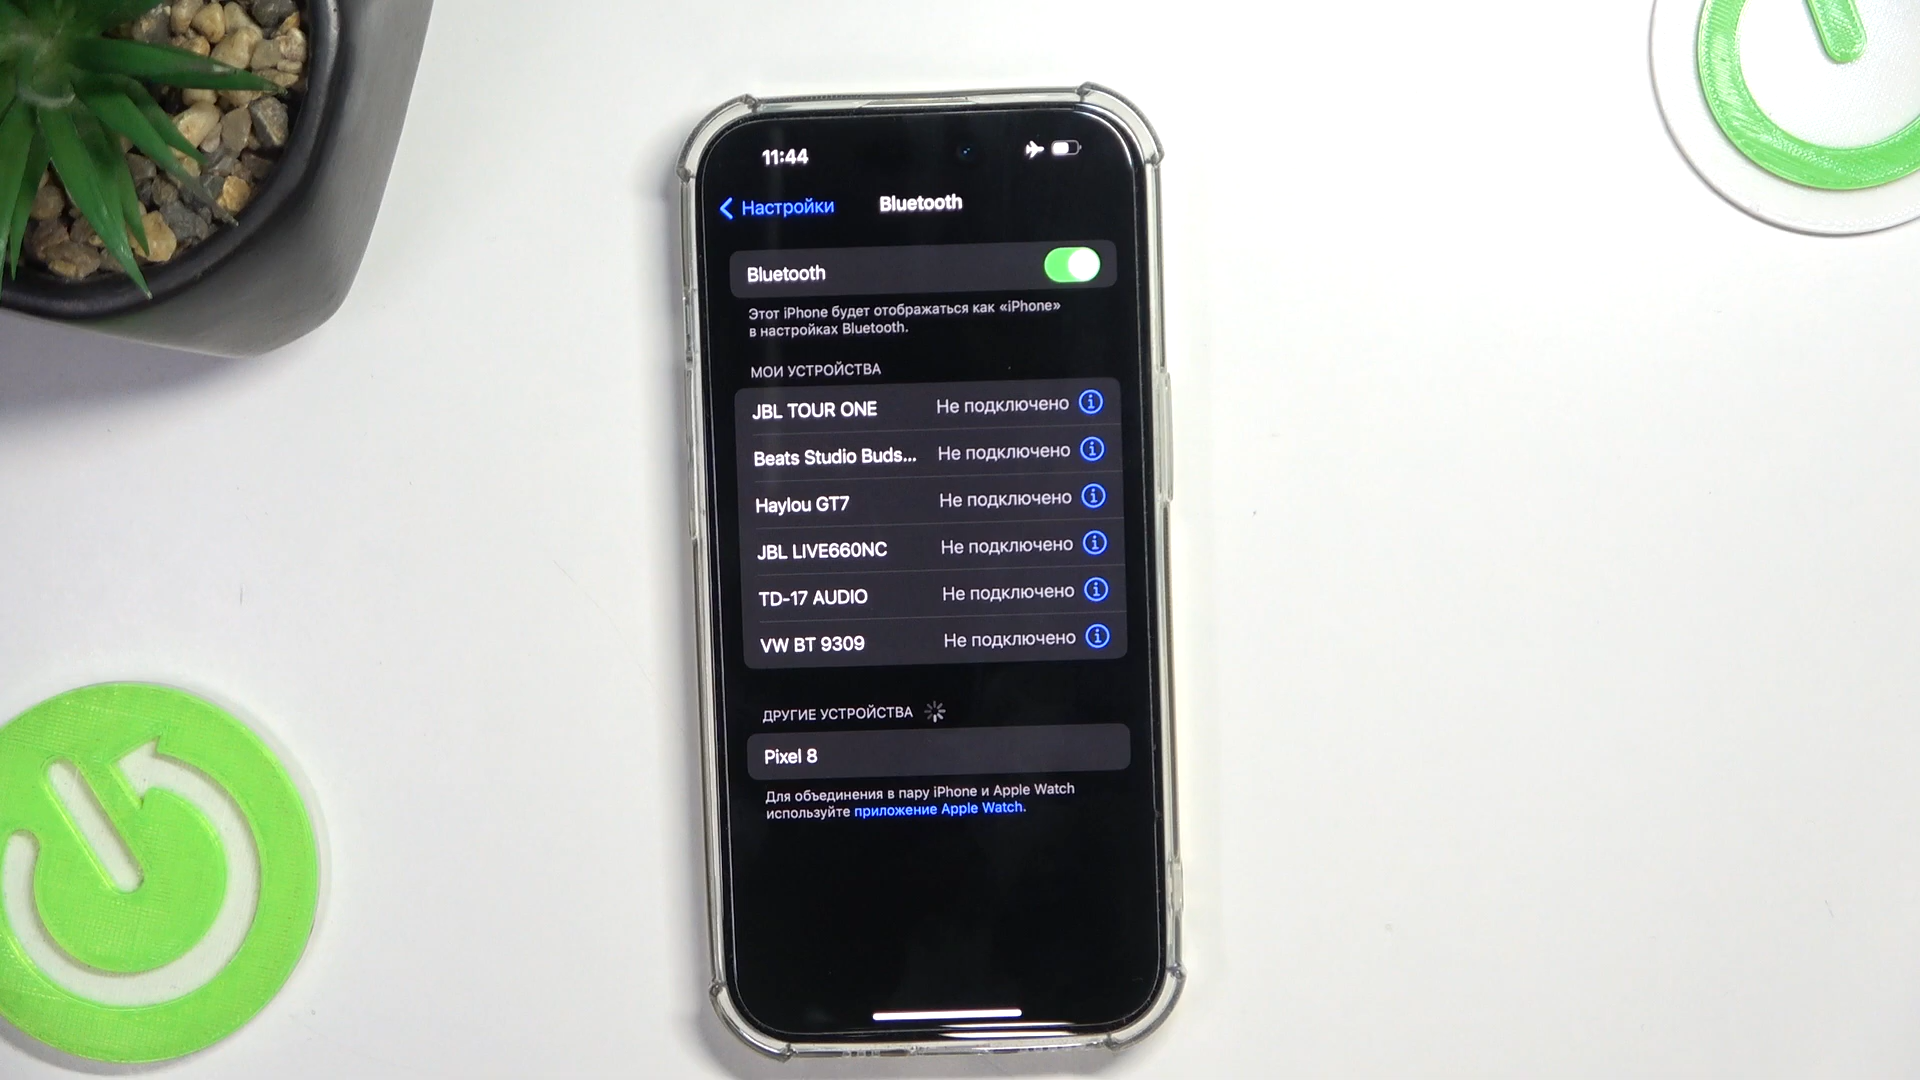 11:44
Настройки
Bluetooth
Bluetooth
Этот iPhone будет отображаться как «iPhone»
в настройках Bluetooth.
МОИ УСТРОЙСТВА
JBL TOUR ONE Не подключено
Beats Studio Buds... Не подключено
Haylou GT7 Не подключено
JBL LIVE660NC Не подключено
TD-17 AUDIO Не подключено
VW BT 9309 Не подключено
ДРУГИЕ УСТРОЙСТВА
Pixel 8
Для объединения в пару iPhone и Apple Watch
используйте приложение Apple Watch.